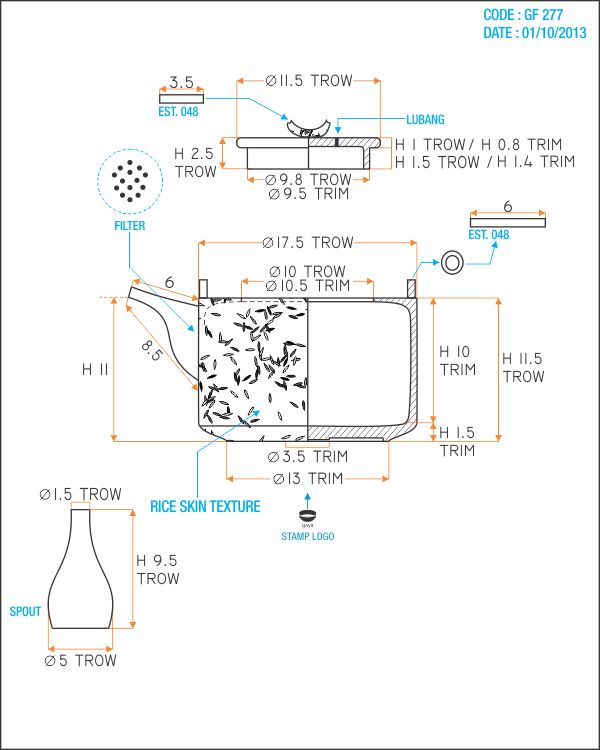 CODE : GF 277
DATE : 01/10/2013
3.5
EST. 048
Ø11.5 TROW
LUBANG
H 2.5
TROW
H 1 TROW/ H 0.8 TRIM
H 1.5 TROW / H 1.4 TRIM
Ø9.8 TROW
Ø9.5 TRIM
FILTER
6
EST. 048
Ø17.5 TROW
Ø10 TROW
Ø10.5 TRIM
6
8.5
H 11
H 10
TRIM
H 11.5
TROW
H 1.5
TRIM
Ø3.5 TRIM
Ø13 TRIM
RICE SKIN TEXTURE
gaya
STAMP LOGO
Ø1.5 TROW
H 9.5
TROW
SPOUT
Ø5 TROW